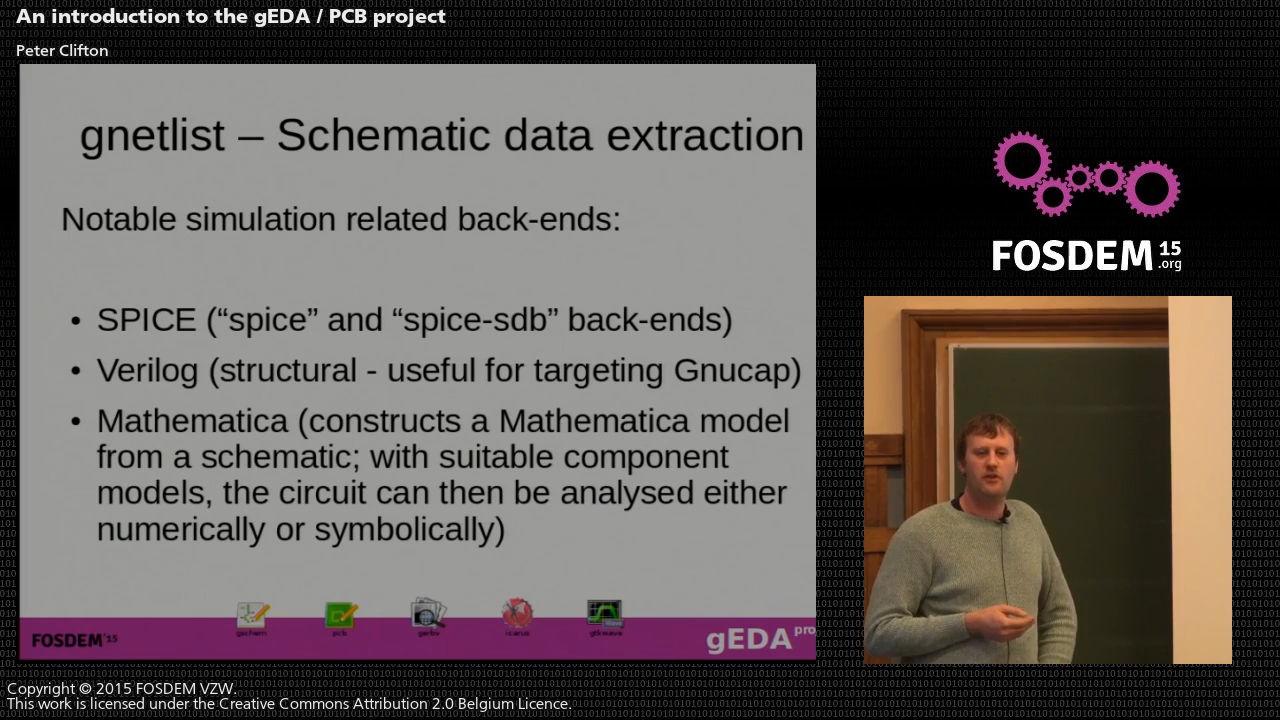 An introduction to the gEDA / PCB project
Peter Clifton
gnetlist – Schematic data extraction
Notable simulation related back-ends:
• SPICE (“spice” and “spice-sdb” back-ends)
• Verilog (structural - useful for targeting Gnucap)
• Mathematica (constructs a Mathematica model
from a schematic; with suitable component
models, the circuit can then be analysed either
numerically or symbolically)
gschem pcb gerbv icarus gtkwave
FOSDEM'15
gEDA pro
FOSDEM 15
.org
Copyright © 2015 FOSDEM VZW.
This work is licensed under the Creative Commons Attribution 2.0 Belgium Licence.